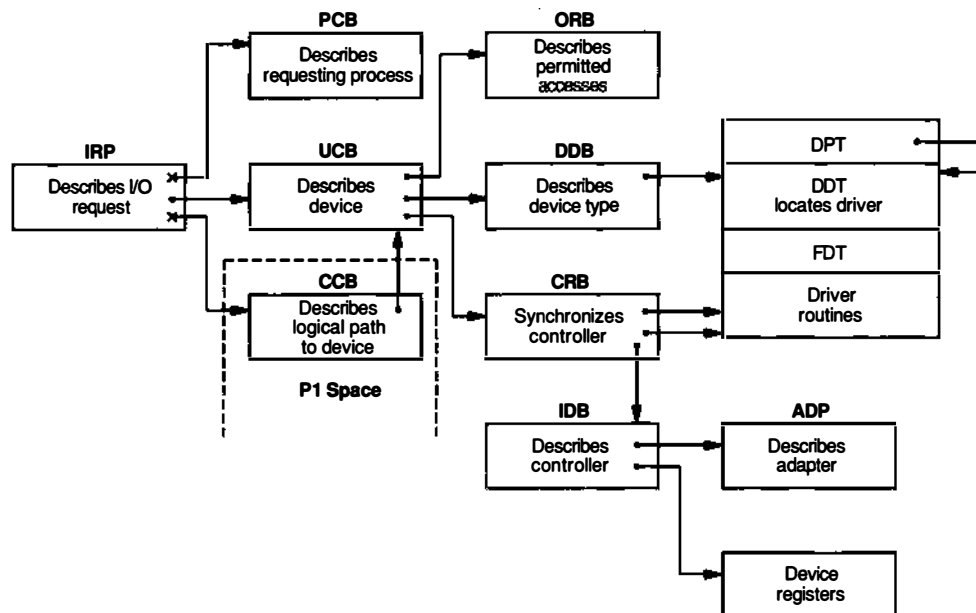 PCB
Describes
requesting process
ORB
Describes
permitted
accesses
IRP
Describes I/O
request
UCB
Describes
device
DDB
Describes
device type
DPT
DDT
locates driver
FDT
Driver
routines
CCB
Describes
logical path
to device
P1 Space
CRB
Synchronizes
controller
IDB
Describes
controller
ADP
Describes
adapter
Device
registers